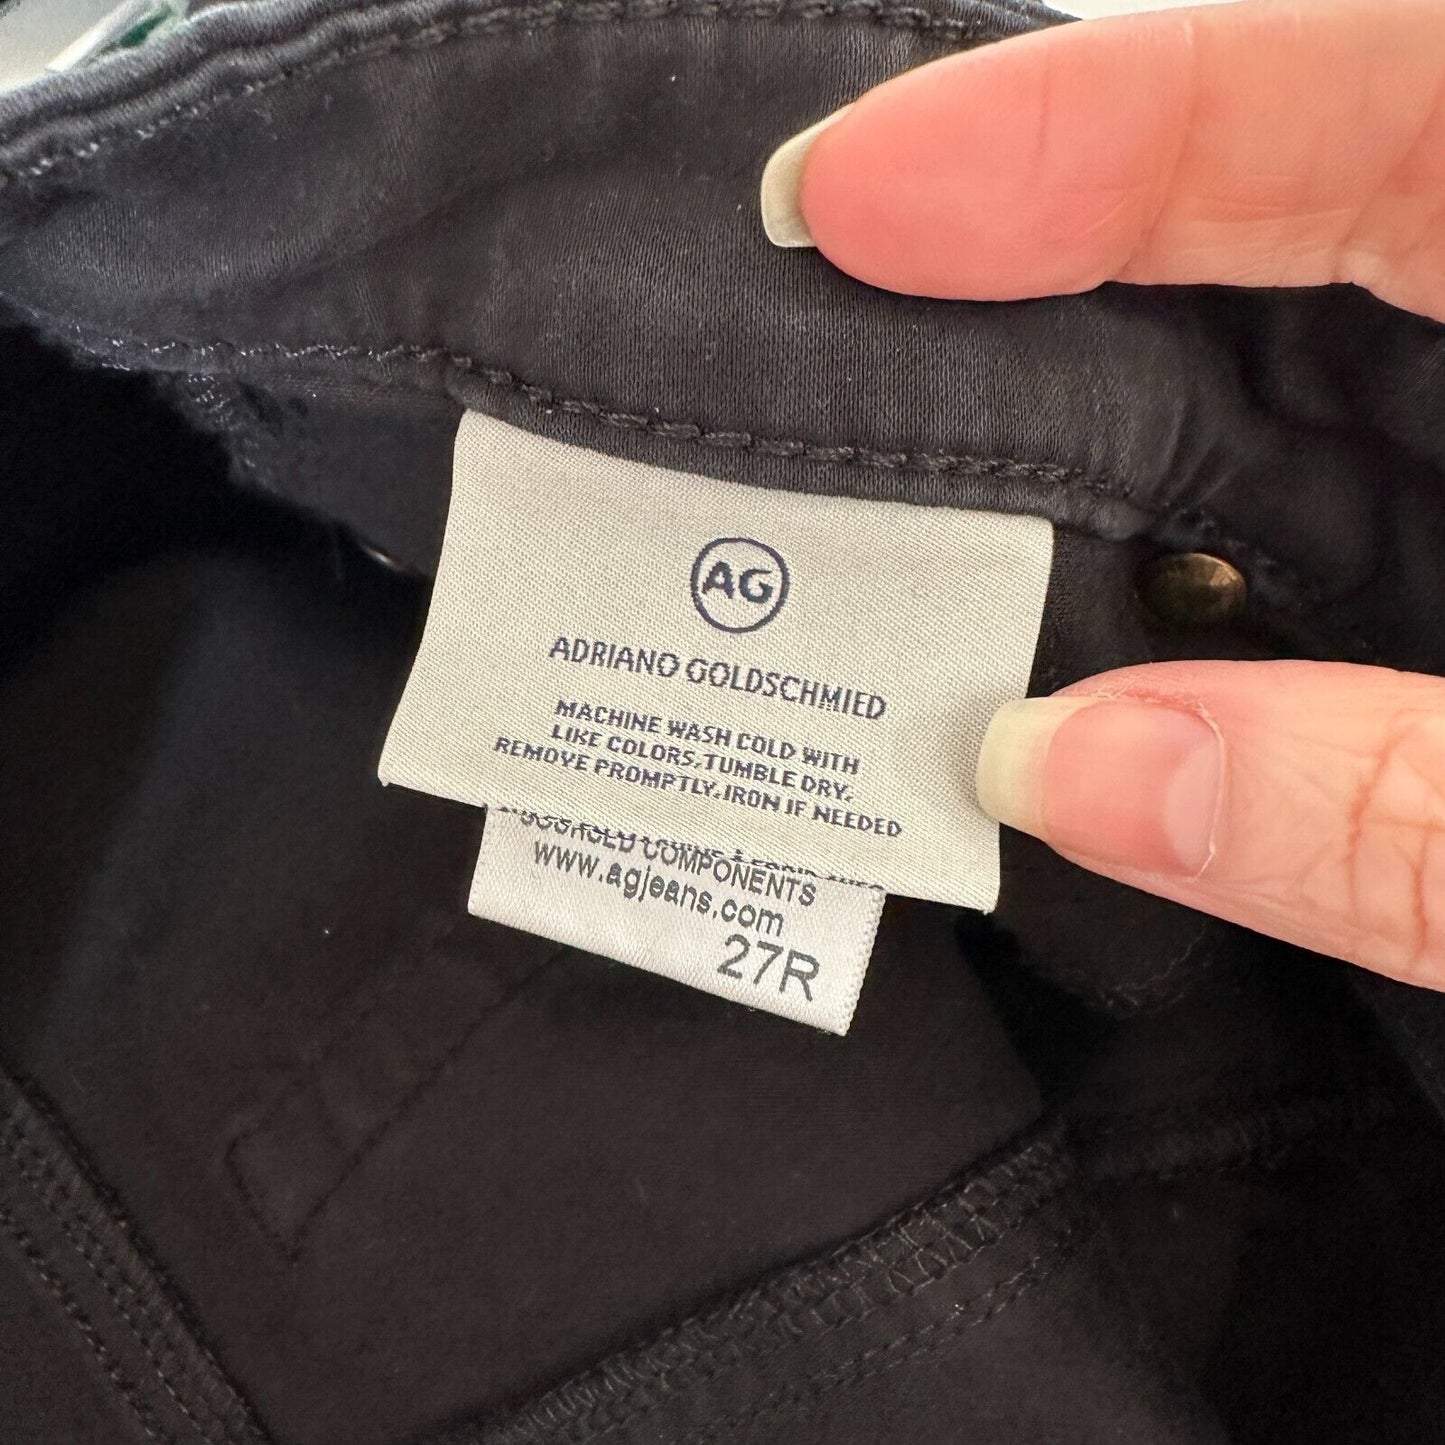 AG
ADRIANO GOLDSCHMIED
MACHINE WASH COLD WITH
LIKE COLORS, TUMBLE DRY,
REMOVE PROMPTLY, IRON IF NEEDED
COMPONENTS
www.agjeans.com
27R